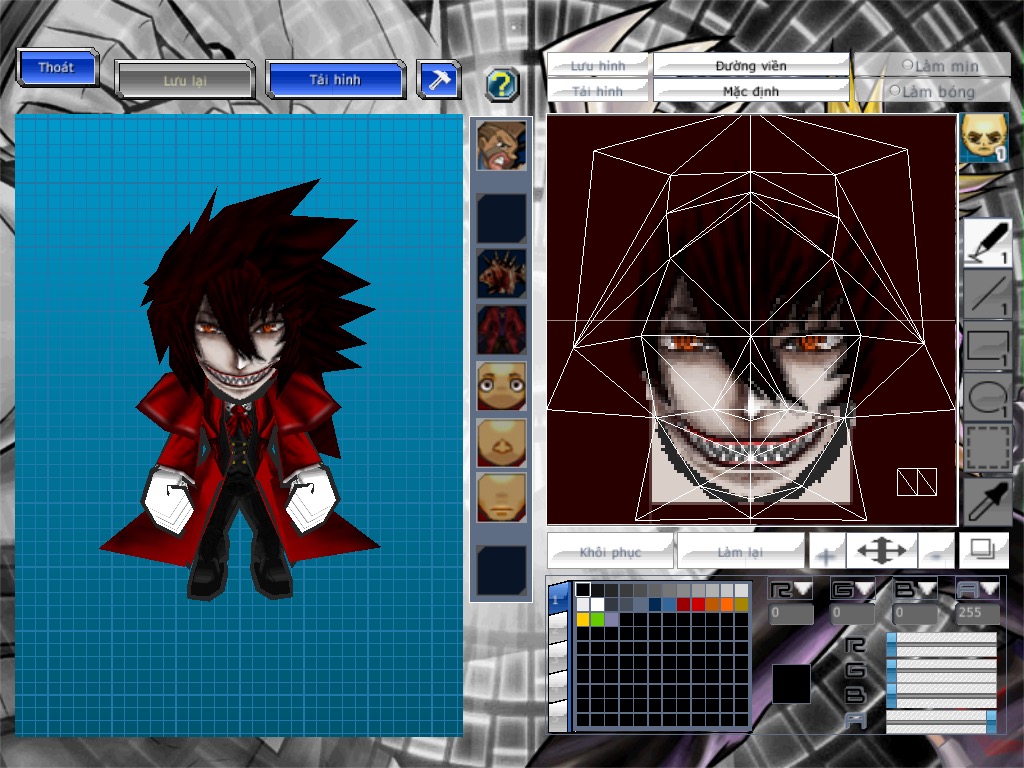 Thoát
Lưu lại
Tải hình
?
Lưu hình
Đường viền
Làm mịn
Tải hình
Mặc định
Làm bóng
1
1
1
1
1
Khôi phục
Làm lại
+
-
1
R G B A
0 0 0 255
R
G
B
A